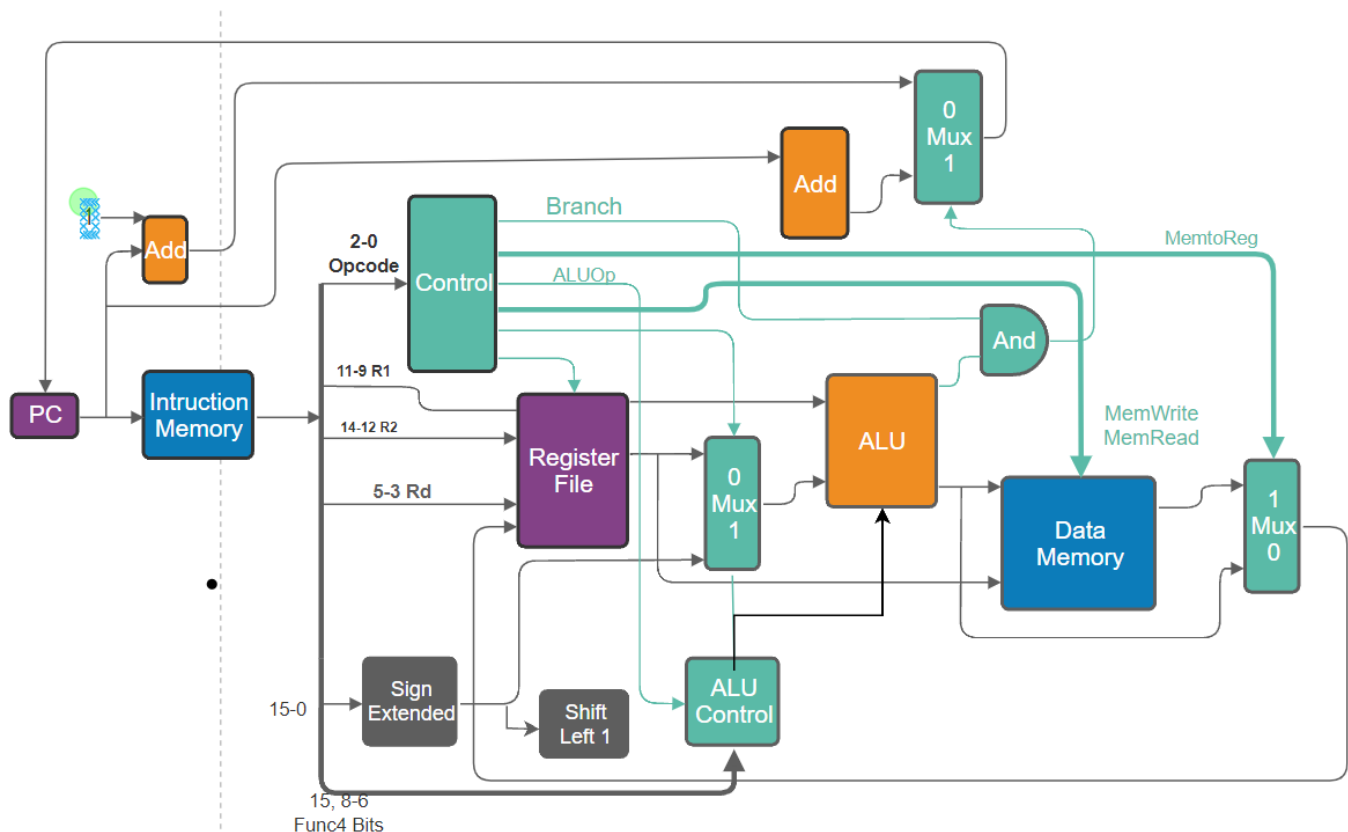 0
Mux
1
Add
1
Add
Branch
MemtoReg
2-0
Opcode
Control
ALUOp
And
11-9 R1
PC
Intruction
Memory
14-12 R2
Register
File
ALU
MemWrite
MemRead
5-3 Rd
0
Mux
1
Data
Memory
1
Mux
0
15-0
Sign
Extended
Shift
Left 1
ALU
Control
15, 8-6
Func4 Bits